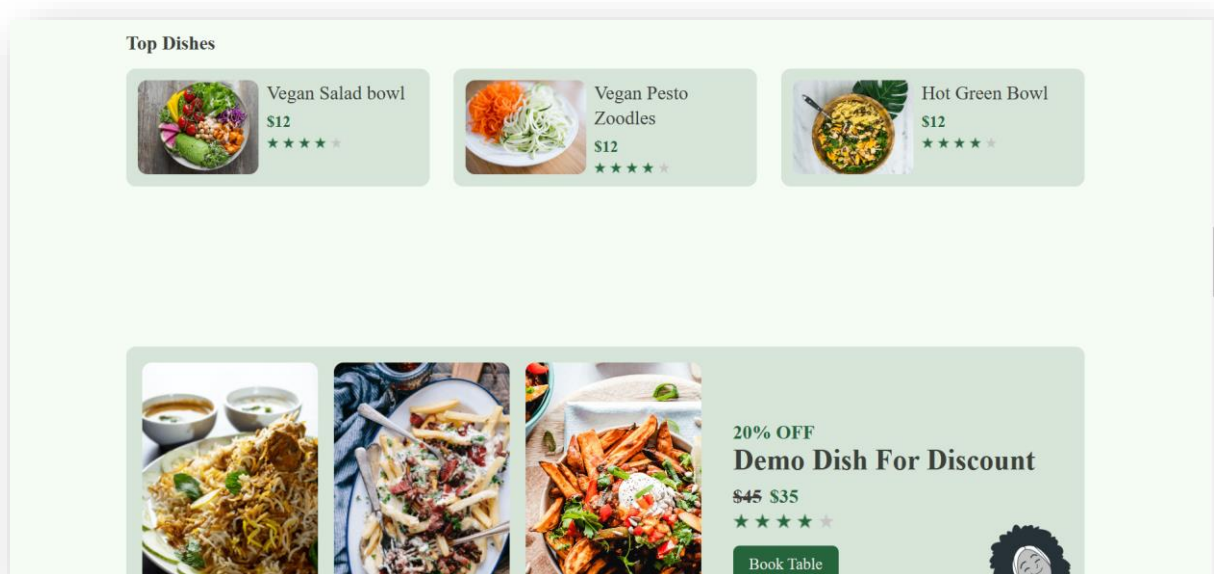 Top Dishes
Vegan Salad bowl
$12
Vegan Pesto
Zoodles
$12
Hot Green Bowl
$12
20% OFF
Demo Dish For Discount
$45 $35
Book Table